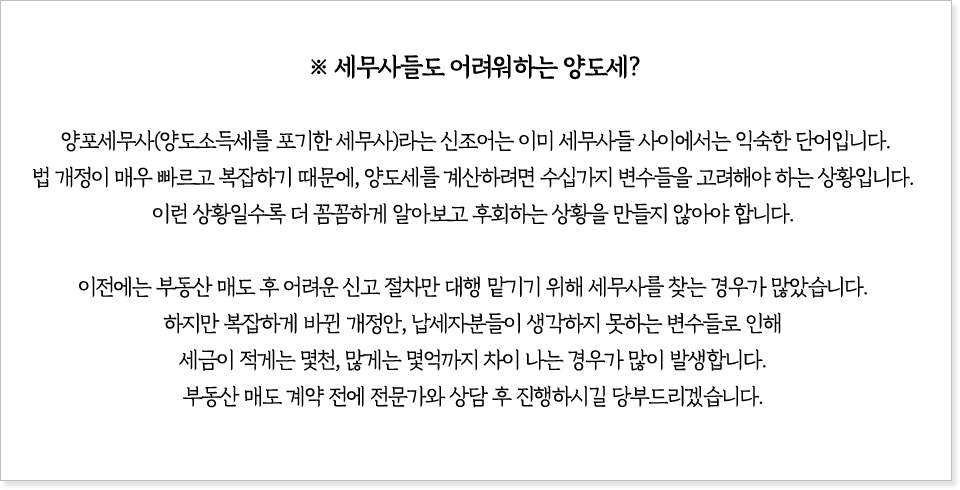 ※ 세무사들도 어려워하는 양도세?
양포세무사(양도소득세를 포기한 세무사)라는 신조어는 이미 세무사들 사이에서는 익숙한 단어입니다.
법 개정이 매우 빠르고 복잡하기 때문에, 양도세를 계산하려면 수십가지 변수들을 고려해야 하는 상황입니다.
이런 상황일수록 더 꼼꼼하게 알아보고 후회하는 상황을 만들지 않아야 합니다.
이전에는 부동산 매도 후 어려운 신고 절차만 대행 맡기기 위해 세무사를 찾는 경우가 많았습니다.
하지만 복잡하게 바뀐 개정안, 납세자분들이 생각하지 못하는 변수들로 인해
세금이 적게는 몇천, 많게는 몇억까지 차이 나는 경우가 많이 발생합니다.
부동산 매도 계약 전에 전문가와 상담 후 진행하시길 당부드리겠습니다.